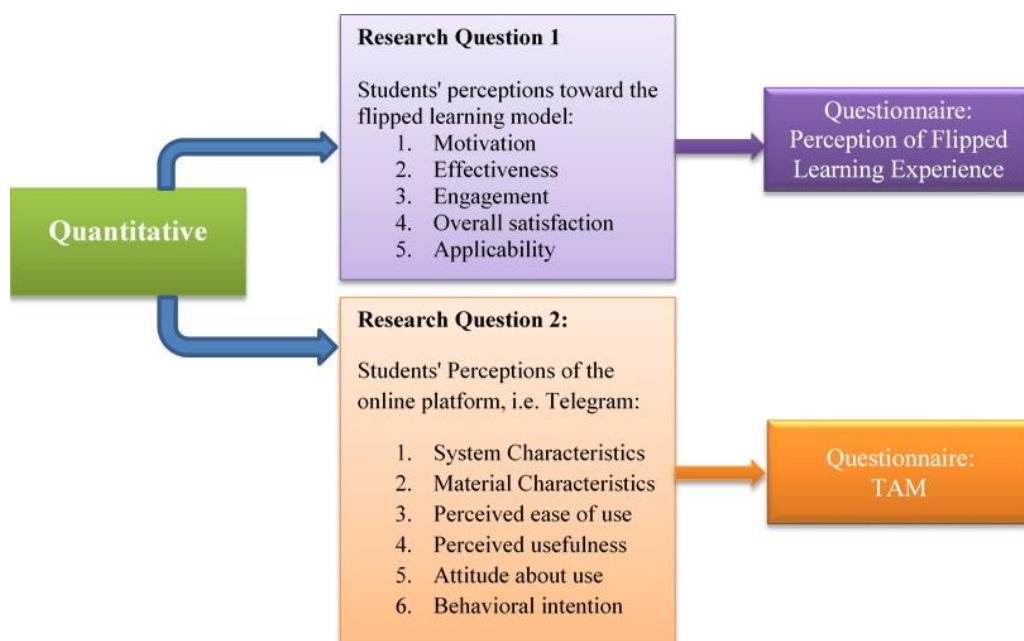 Quantitative
Research Question 1
Students' perceptions toward the
flipped learning model:
1. Motivation
2. Effectiveness
3. Engagement
4. Overall satisfaction
5. Applicability
Questionnaire:
Perception of Flipped
Learning Experience
Research Question 2:
Students' Perceptions of the
online platform, i.e. Telegram:
1. System Characteristics
2. Material Characteristics
3. Perceived ease of use
4. Perceived usefulness
5. Attitude about use
6. Behavioral intention
Questionnaire:
TAM